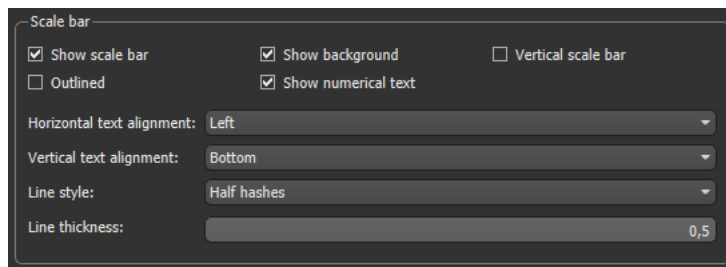 Scale bar
Show scale bar Show background Vertical scale bar
Outlined Show numerical text
Horizontal text alignment: Left
Vertical text alignment: Bottom
Line style: Half hashes
Line thickness: 0,5